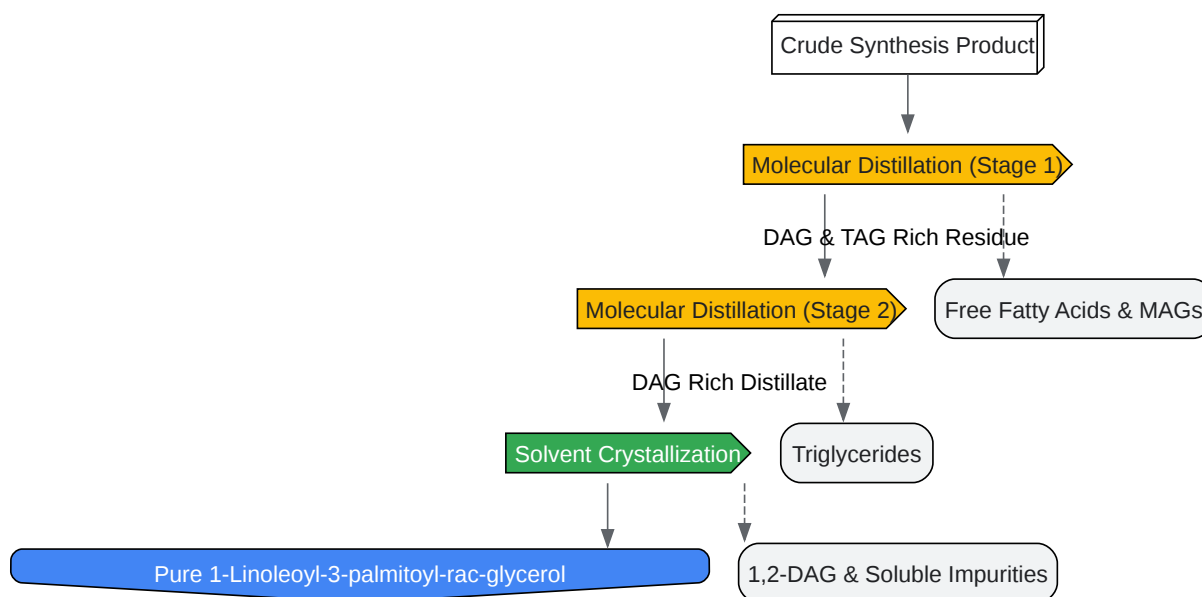 Crude Synthesis Product
Molecular Distillation (Stage 1)
DAG & TAG Rich Residue
Molecular Distillation (Stage 2)
Free Fatty Acids & MAGs
DAG Rich Distillate
Solvent Crystallization
Triglycerides
Pure 1-Linoleoyl-3-palmitoyl-rac-glycerol
1,2-DAG & Soluble Impurities